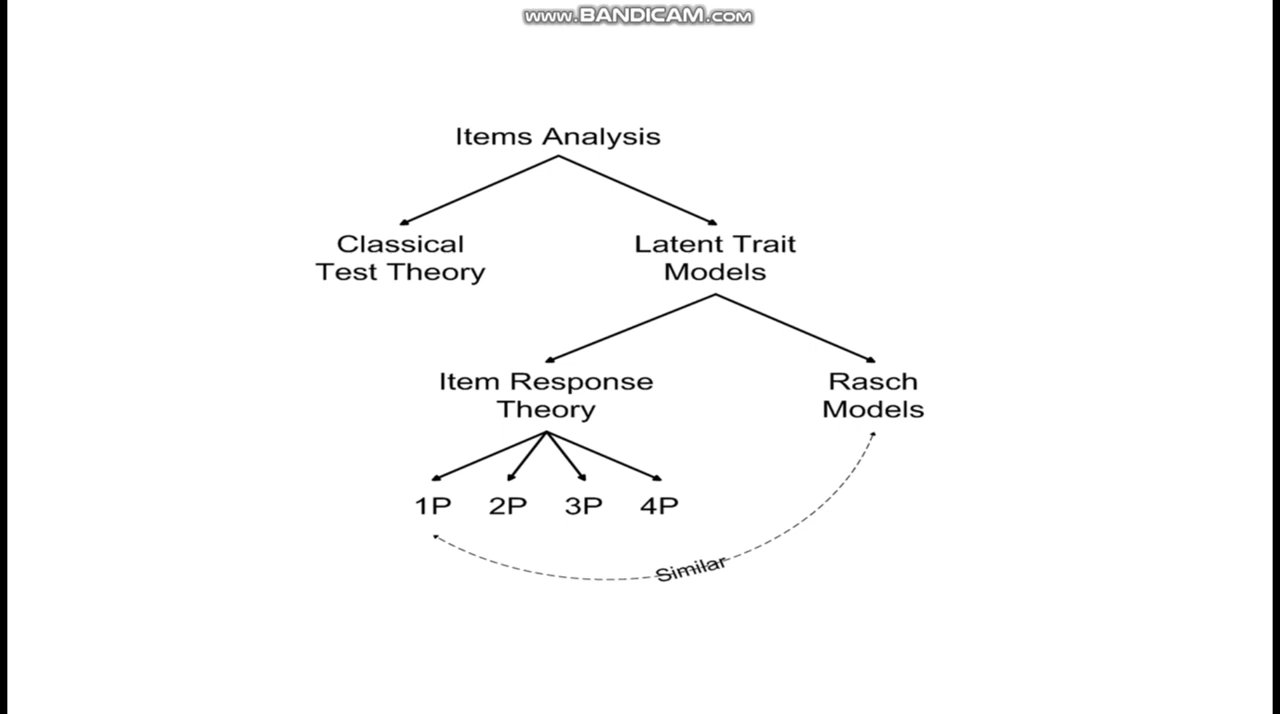 www.BANDICAM.com
Items Analysis
Classical
Test Theory
Latent Trait
Models
Item Response
Theory
Rasch
Models
1P 2P 3P 4P
Similar